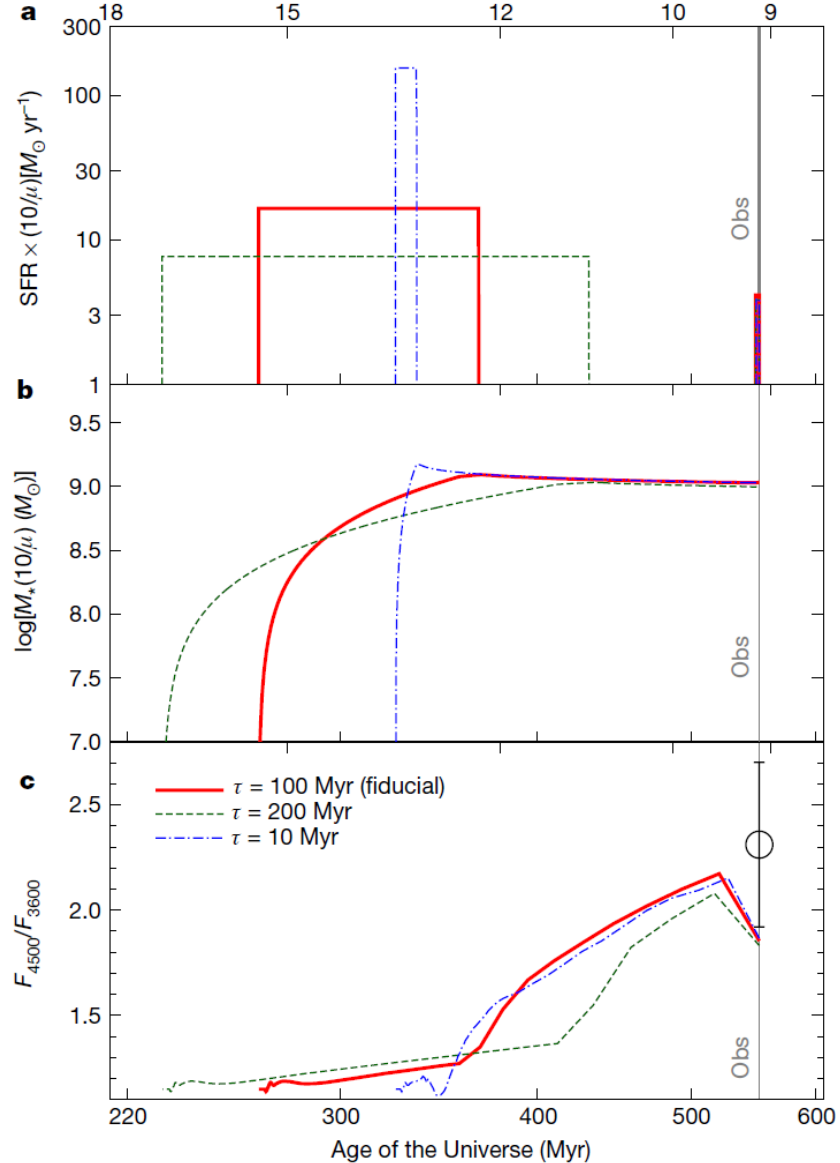 a
18 15 12 10 9
300
100
30
10
3
1
SFR × (10/μ)[M⊙ yr⁻¹]
Obs
b
9.5
9.0
8.5
8.0
7.5
7.0
log[M*(10/μ) (M⊙)]
Obs
c
τ = 100 Myr (fiducial)
τ = 200 Myr
τ = 10 Myr
2.5
2.0
1.5
F4500/F3600
Obs
220 300 400 500 600
Age of the Universe (Myr)